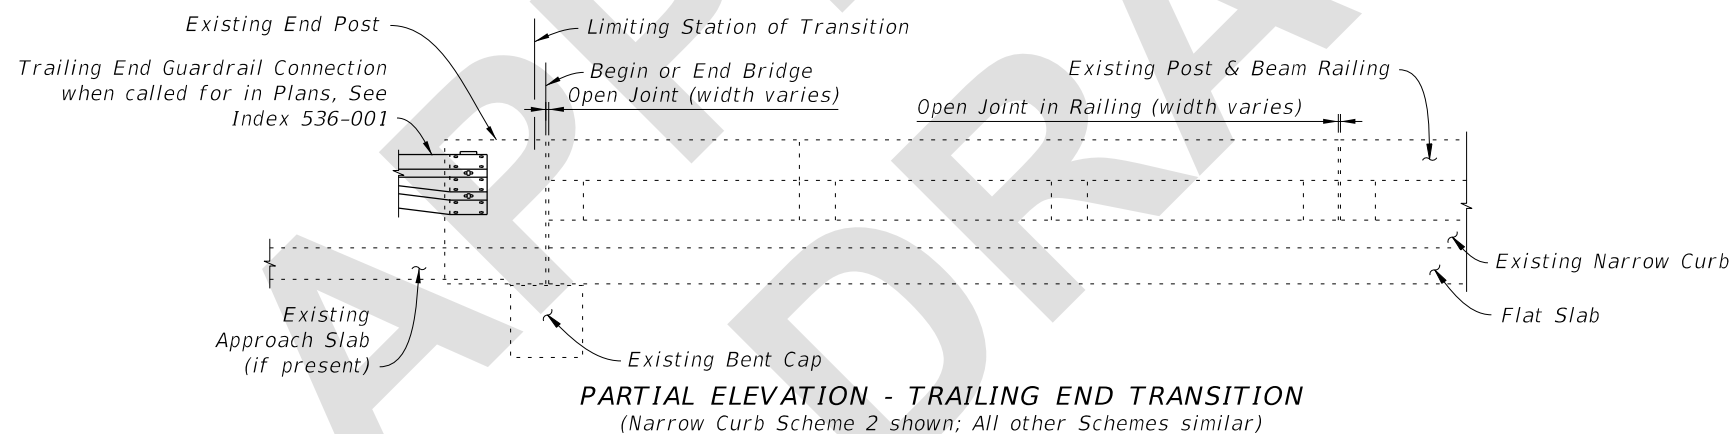 Existing End Post
Limiting Station of Transition
Trailing End Guardrail Connection
when called for in Plans, See
Index 536-001
Begin or End Bridge
Open Joint (width varies)
Existing Post & Beam Railing
Open Joint in Railing (width varies)
Existing Narrow Curb
Flat Slab
Existing
Approach Slab
(if present)
Existing Bent Cap
PARTIAL ELEVATION - TRAILING END TRANSITION
(Narrow Curb Scheme 2 shown; All other Schemes similar)